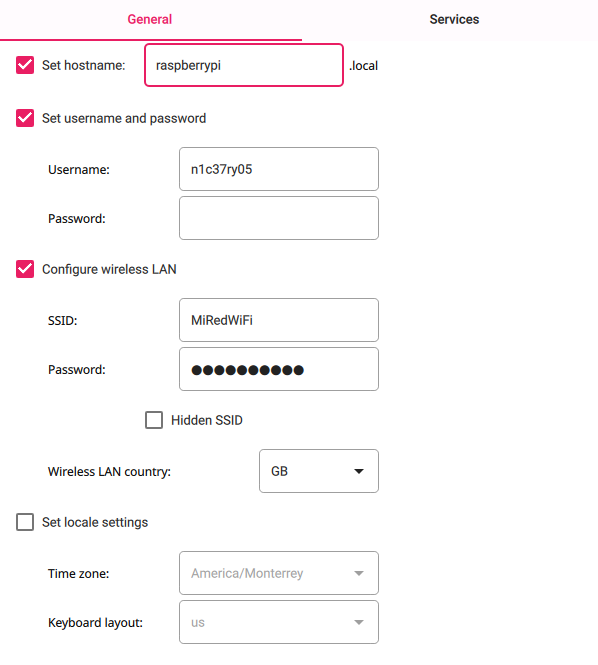 General Services
Set hostname: raspberrypi .local
Set username and password
Username: n1c37ry05
Password:
Configure wireless LAN
SSID: MiRedWiFi
Password: ●●●●●●●●●●
Hidden SSID
Wireless LAN country: GB
Set locale settings
Time zone: America/Monterrey
Keyboard layout: us